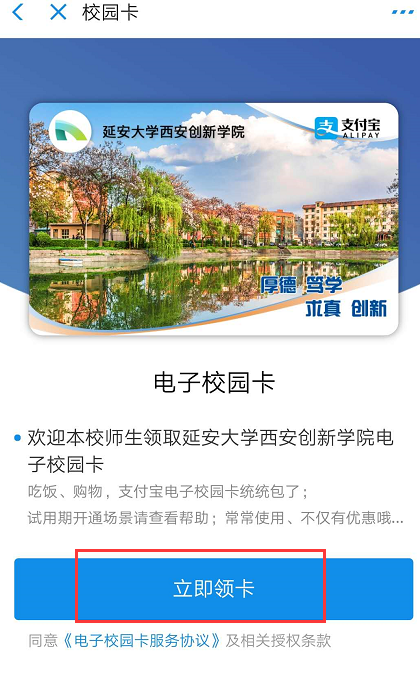 校园卡
延安大学西安创新学院
支付宝
ALIPAY
厚德 笃学
求真 创新
电子校园卡
欢迎本校师生领取延安大学西安创新学院电
子校园卡
吃饭、购物，支付宝电子校园卡统统包了；
试用期开通场景请查看帮助；常常使用、不仅有优惠哦...
立即领卡
同意《电子校园卡服务协议》及相关授权条款